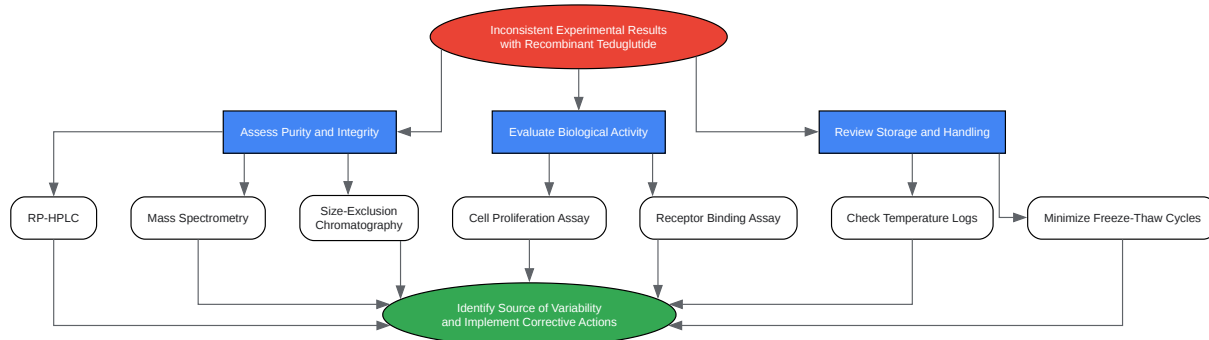 Inconsistent Experimental Results
with Recombinant Teduglutide
Assess Purity and Integrity
Evaluate Biological Activity
Review Storage and Handling
RP-HPLC
Mass Spectrometry
Size-Exclusion
Chromatography
Cell Proliferation Assay
Receptor Binding Assay
Check Temperature Logs
Minimize Freeze-Thaw Cycles
Identify Source of Variability
and Implement Corrective Actions